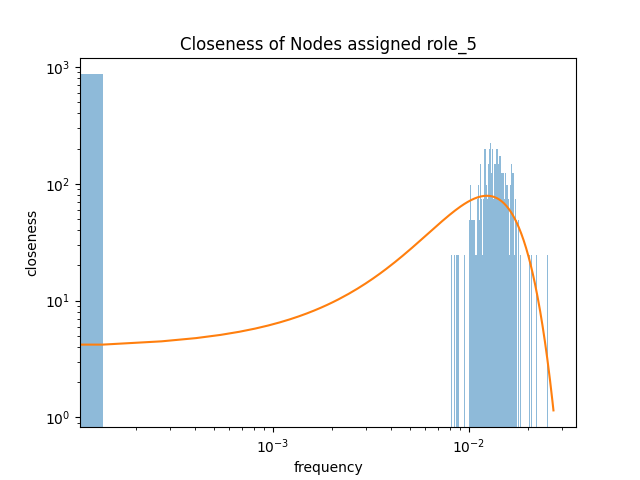 Closeness of Nodes assigned role_5
closeness
10³
10²
10¹
10⁰
10⁻³
10⁻²
frequency